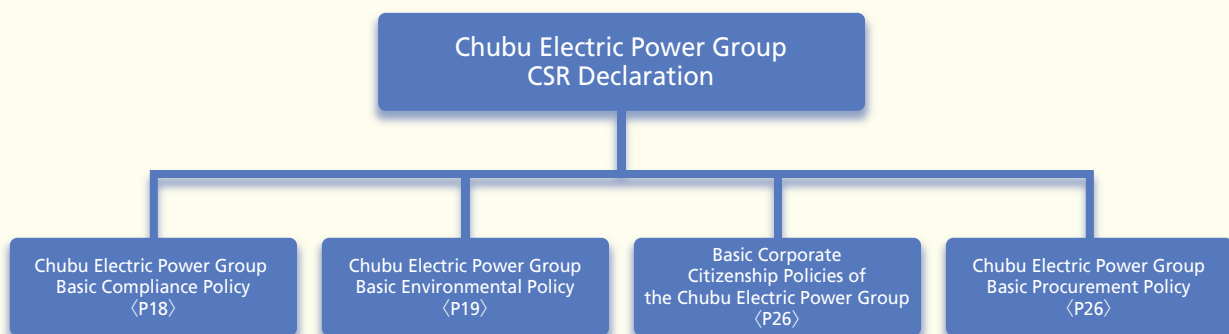 Chubu Electric Power Group
CSR Declaration
Chubu Electric Power Group
Basic Compliance Policy
〈P18〉
Chubu Electric Power Group
Basic Environmental Policy
〈P19〉
Basic Corporate
Citizenship Policies of
the Chubu Electric Power Group
〈P26〉
Chubu Electric Power Group
Basic Procurement Policy
〈P26〉